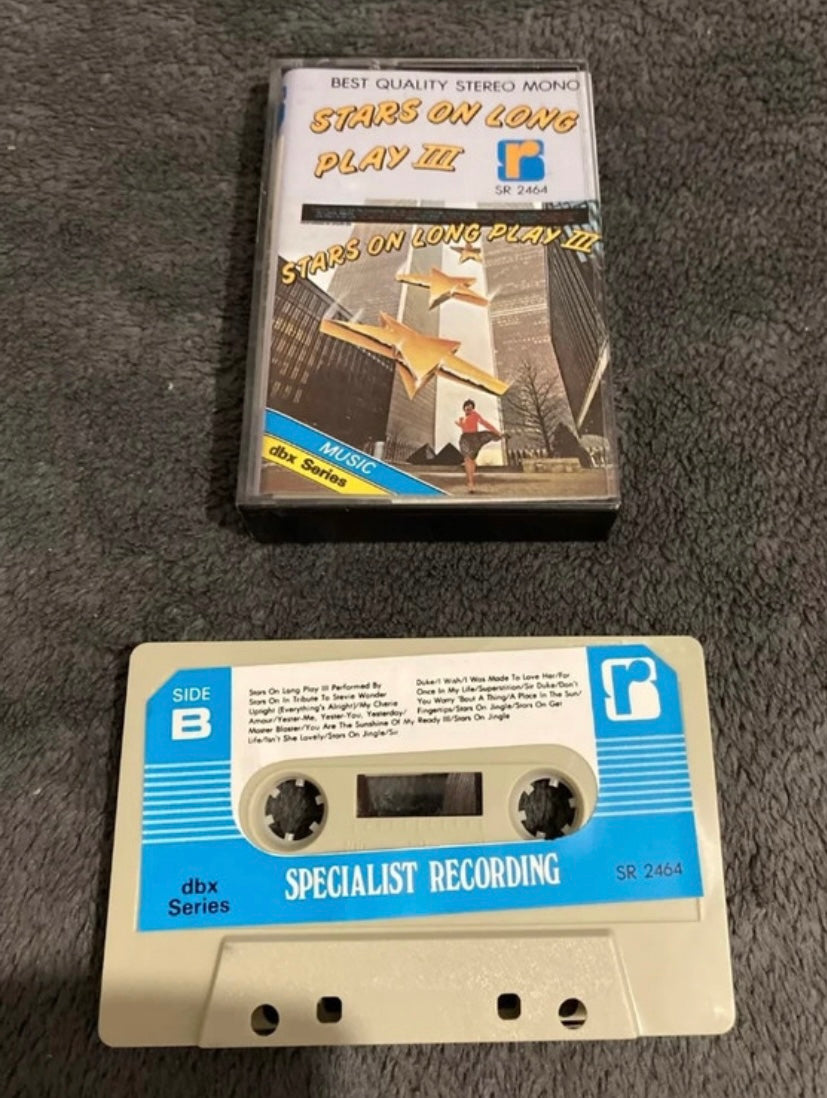 BEST QUALITY STEREO MONO
STARS ON LONG
PLAY III
r
SR 2464
STARS ON LONG PLAY III
MUSIC
dbx Series
SIDE
B
Stars On Long Play III Performed By
Stars On In Tribute To Stevie Wonder
Upright (Everything's Alright)/My Cherie
Amour/Yester-Me, Yester-You, Yesterday/
Master Blaster/You Are The Sunshine Of My
Life/Isn't She Lovely/Stars On Jingle/Sir
Duke/I Wish/I Was Made To Love Her/For
Once In My Life/Superstition/Sir Duke/Don't
You Worry 'Bout A Thing/A Place In The Sun/
Fingertips/Stars On Jingle/Stars On Get
Ready III/Stars On Jingle
r
dbx
Series
SPECIALIST RECORDING
SR 2464